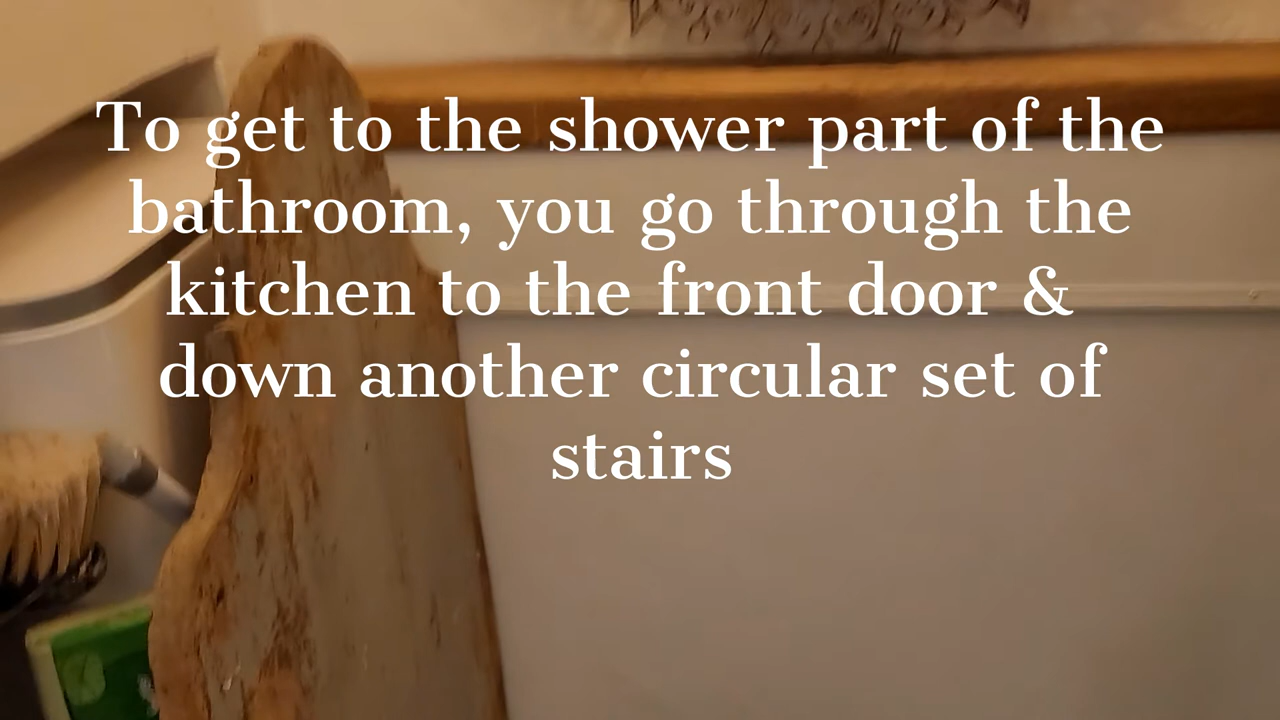 To get to the shower part of the
bathroom, you go through the
kitchen to the front door &
down another circular set of
stairs